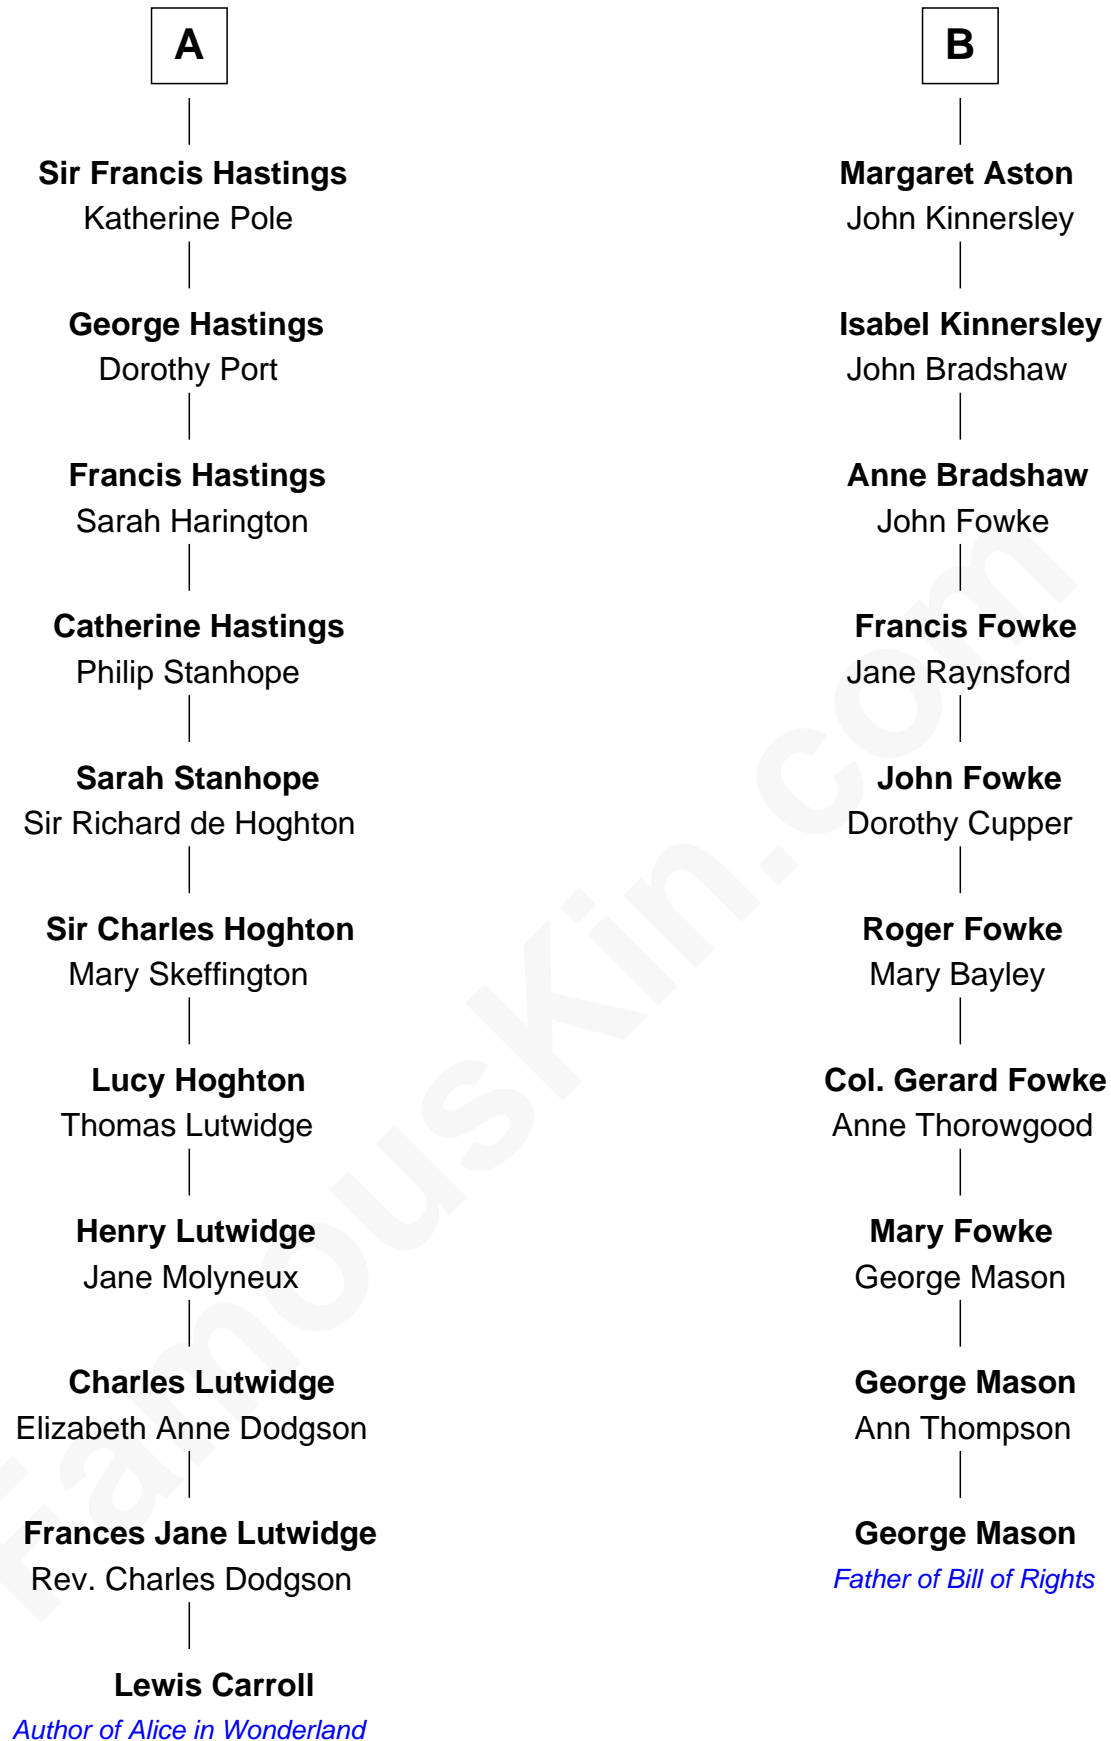 A
Sir Francis Hastings
Katherine Pole
George Hastings
Dorothy Port
Francis Hastings
Sarah Harington
Catherine Hastings
Philip Stanhope
Sarah Stanhope
Sir Richard de Hoghton
Sir Charles Hoghton
Mary Skeffington
Lucy Hoghton
Thomas Lutwidge
Henry Lutwidge
Jane Molyneux
Charles Lutwidge
Elizabeth Anne Dodgson
Frances Jane Lutwidge
Rev. Charles Dodgson
Lewis Carroll
Author of Alice in Wonderland
B
Margaret Aston
John Kinnersley
Isabel Kinnersley
John Bradshaw
Anne Bradshaw
John Fowke
Francis Fowke
Jane Raynsford
John Fowke
Dorothy Cupper
Roger Fowke
Mary Bayley
Col. Gerard Fowke
Anne Thorowgood
Mary Fowke
George Mason
George Mason
Ann Thompson
George Mason
Father of Bill of Rights
FamousKin.com